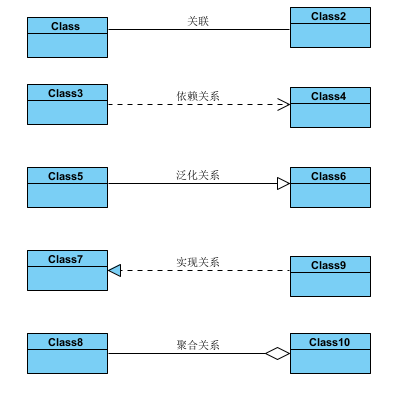 Class 关联 Class2
Class3 依赖关系 Class4
Class5 泛化关系 Class6
Class7 实现关系 Class9
Class8 聚合关系 Class10